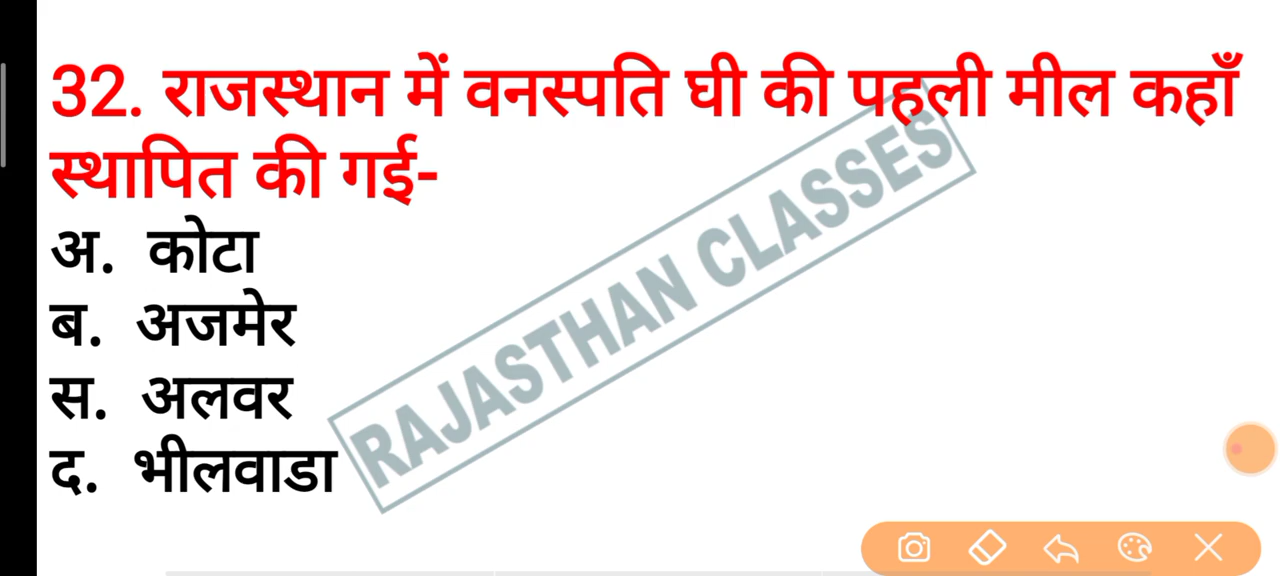 32. राजस्थान में वनस्पति घी की पहली मील कहाँ
स्थापित की गई-
अ. कोटा
ब. अजमेर
स. अलवर
द. भीलवाडा
RAJASTHAN CLASSES